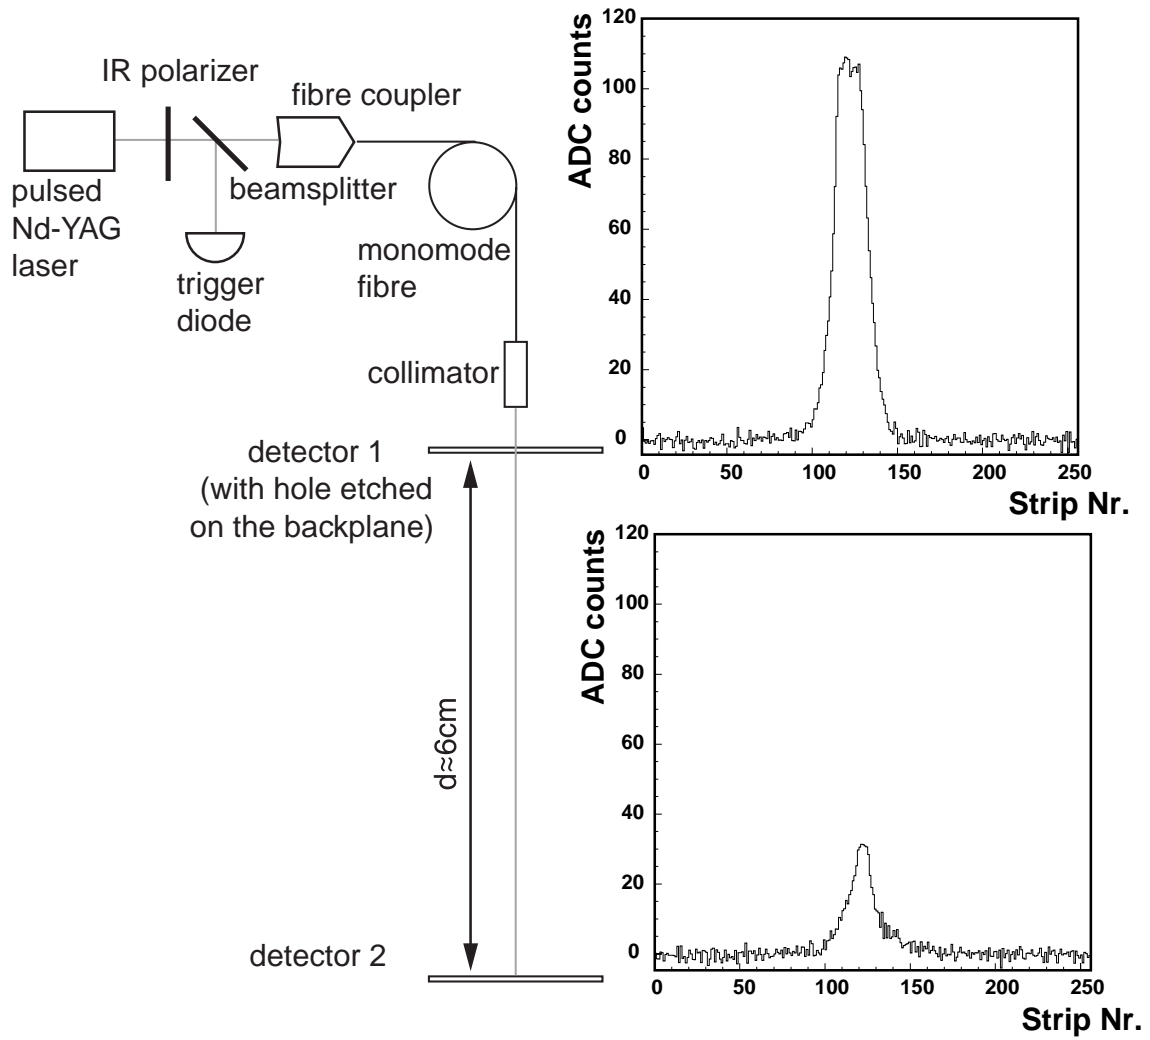 IR polarizer
fibre coupler
pulsed
Nd-YAG
laser
beamsplitter
trigger
diode
monomode
fibre
collimator
detector 1
(with hole etched
on the backplane)
d≈6cm
detector 2
ADC counts
120
100
80
60
40
20
0
0 50 100 150 200 250
Strip Nr.
ADC counts
120
100
80
60
40
20
0
0 50 100 150 200 250
Strip Nr.